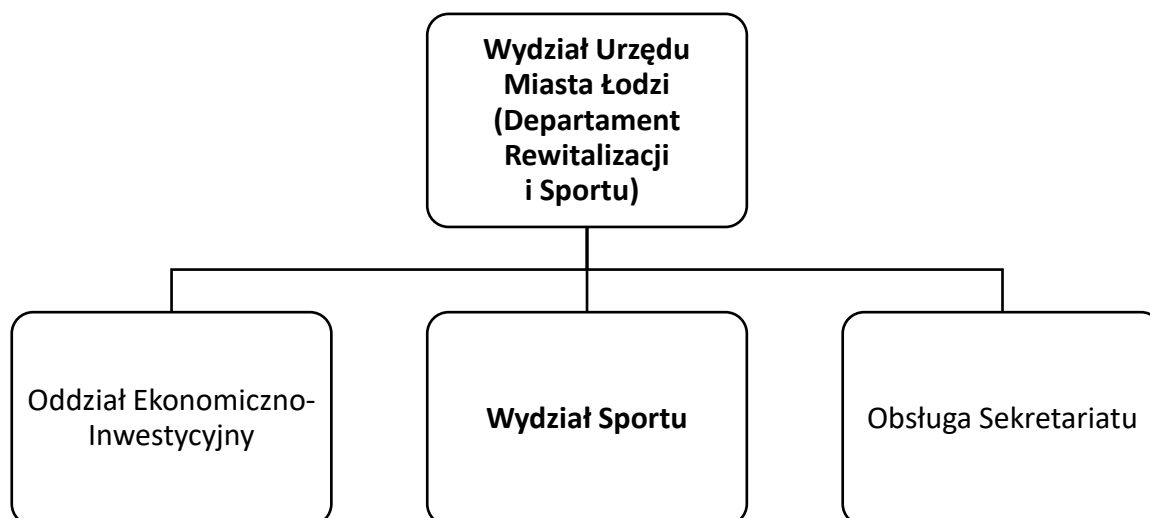 Wydział Urzędu
Miasta Łodzi
(Departament
Rewitalizacji
i Sportu)
Oddział Ekonomiczno-
Inwestycyjny
Wydział Sportu
Obsługa Sekretariatu